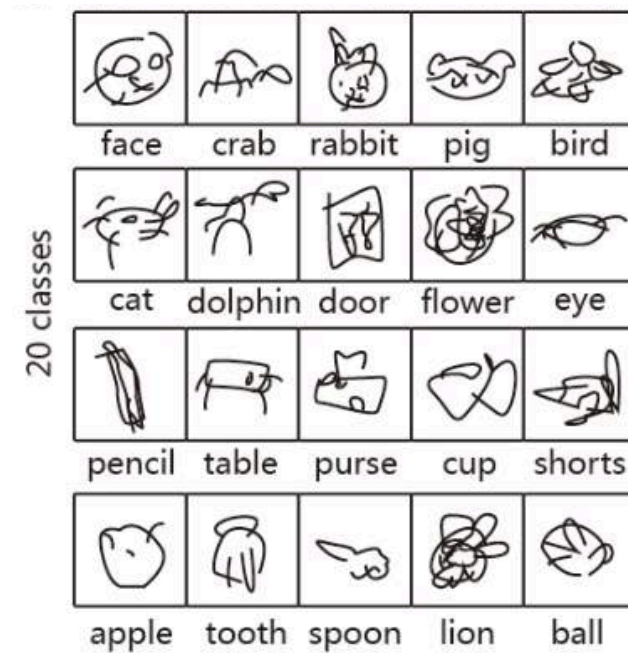 face crab rabbit pig bird
cat dolphin door flower eye
20 classes
pencil table purse cup shorts
apple tooth spoon lion ball